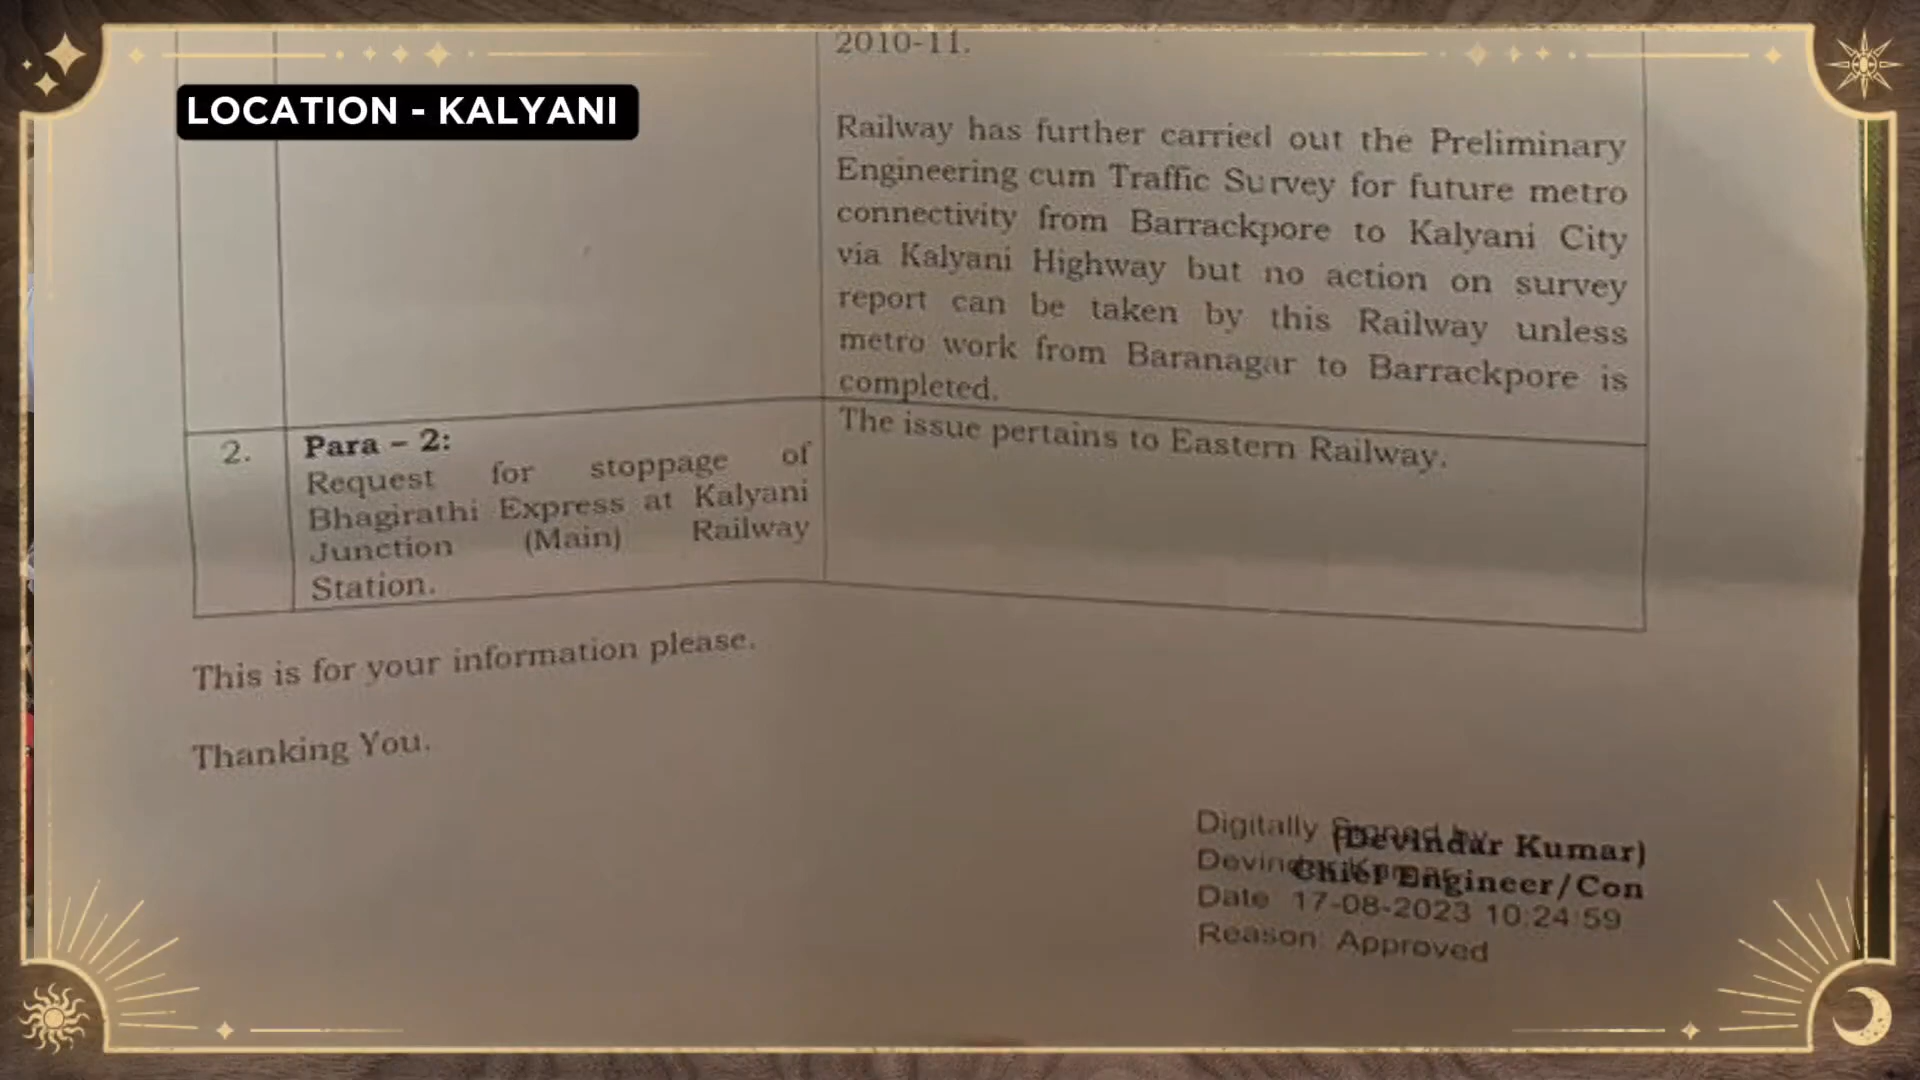 LOCATION - KALYANI
2010-11.
Railway has further carried out the Preliminary
Engineering cum Traffic Survey for future metro
connectivity from Barrackpore to Kalyani City
via Kalyani Highway but no action on survey
report can be taken by this Railway unless
metro work from Baranagar to Barrackpore is
completed.
2.
Para – 2:
Request for stoppage of
Bhagirathi Express at Kalyani
Junction (Main) Railway
Station.
The issue pertains to Eastern Railway.
This is for your information please.
Thanking You.
Digitally Signed by
(Devindar Kumar)
Devindar Kumar
Chief Engineer/Con
Date 17-08-2023 10:24:59
Reason: Approved